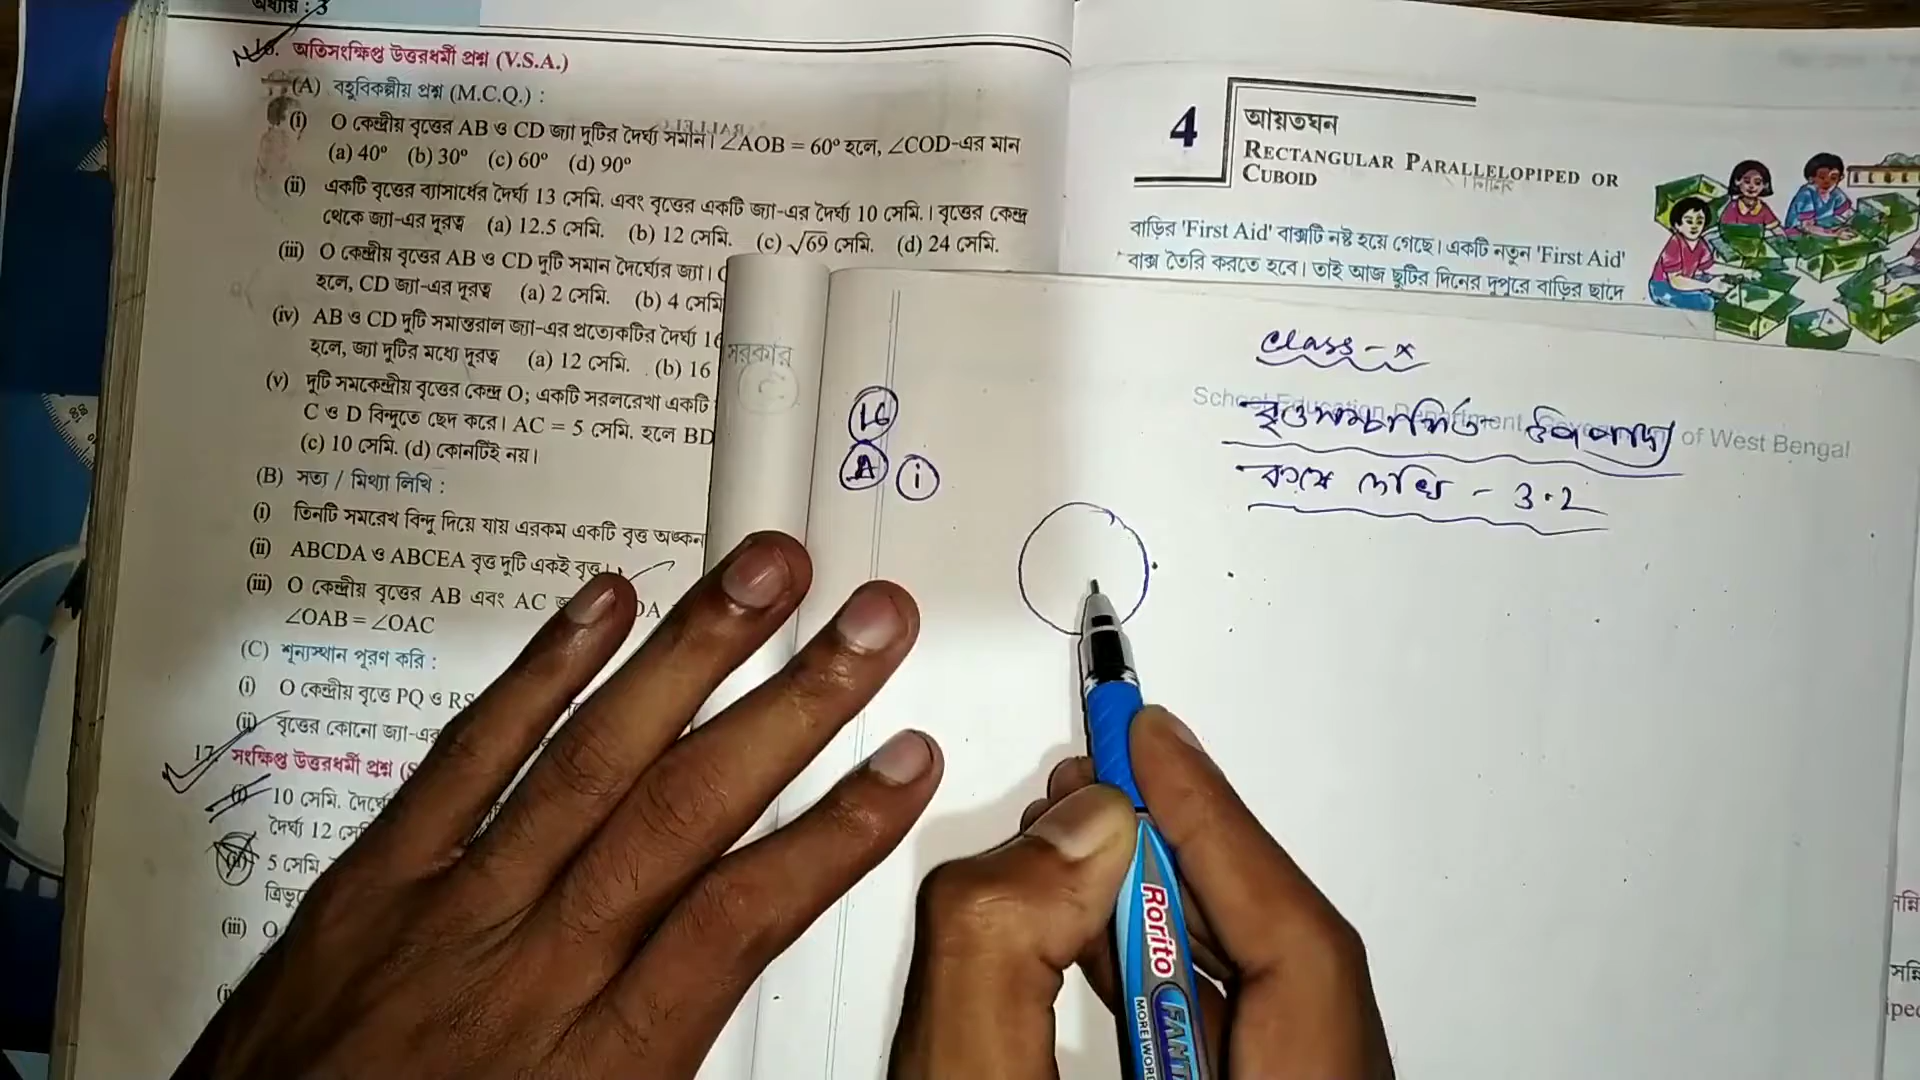 অধ্যায় : 3
16. অতিসংক্ষিপ্ত উত্তরধর্মী প্রশ্ন (V.S.A.)
(A) বহুবিকল্পীয় প্রশ্ন (M.C.Q.) :
(i) O কেন্দ্রীয় বৃত্তের AB ও CD জ্যা দুটির দৈর্ঘ্য সমান। ∠AOB = 60° হলে, ∠COD-এর মান
(a) 40° (b) 30° (c) 60° (d) 90°
(ii) একটি বৃত্তের ব্যাসার্ধের দৈর্ঘ্য 13 সেমি. এবং বৃত্তের একটি জ্যা-এর দৈর্ঘ্য 10 সেমি.। বৃত্তের কেন্দ্র
থেকে জ্যা-এর দূরত্ব (a) 12.5 সেমি. (b) 12 সেমি. (c) √69 সেমি. (d) 24 সেমি.
(iii) O কেন্দ্রীয় বৃত্তের AB ও CD দুটি সমান দৈর্ঘ্যের জ্যা।
হলে, CD জ্যা-এর দূরত্ব (a) 2 সেমি. (b) 4 সেমি
(iv) AB ও CD দুটি সমান্তরাল জ্যা-এর প্রত্যেকটির দৈর্ঘ্য 16
হলে, জ্যা দুটির মধ্যে দূরত্ব (a) 12 সেমি. (b) 16
(v) দুটি সমকেন্দ্রীয় বৃত্তের কেন্দ্র O; একটি সরলরেখা একটি
C ও D বিন্দুতে ছেদ করে। AC = 5 সেমি. হলে BD
(c) 10 সেমি. (d) কোনটিই নয়।
(B) সত্য / মিথ্যা লিখি :
(i) তিনটি সমরেখ বিন্দু দিয়ে যায় এরকম একটি বৃত্ত অঙ্কন
(ii) ABCDA ও ABCEA বৃত্ত দুটি একই বৃত্ত।
(iii) O কেন্দ্রীয় বৃত্তের AB এবং AC
∠OAB = ∠OAC
(C) শূন্যস্থান পূরণ করি :
(i) O কেন্দ্রীয় বৃত্তে PQ ও RS
(ii) বৃত্তের কোনো জ্যা-এর
17. সংক্ষিপ্ত উত্তরধর্মী প্রশ্ন (S
(i) 10 সেমি. দৈর্ঘ্যে
দৈর্ঘ্য 12 সেমি
(ii) 5 সেমি.
(iii) O
4
আয়তঘন
RECTANGULAR PARALLELOPIPED OR
CUBOID
বাড়ির 'First Aid' বাক্সটি নষ্ট হয়ে গেছে। একটি নতুন 'First Aid'
বাক্স তৈরি করতে হবে। তাই আজ ছুটির দিনের দুপুরে বাড়ির ছাদে
সরকার
Class - X
School Education Department, Government of West Bengal
বৃত্ত সম্পর্কিত উপপাদ্য
কষে দেখি - 3.2
16
A i
Rorito